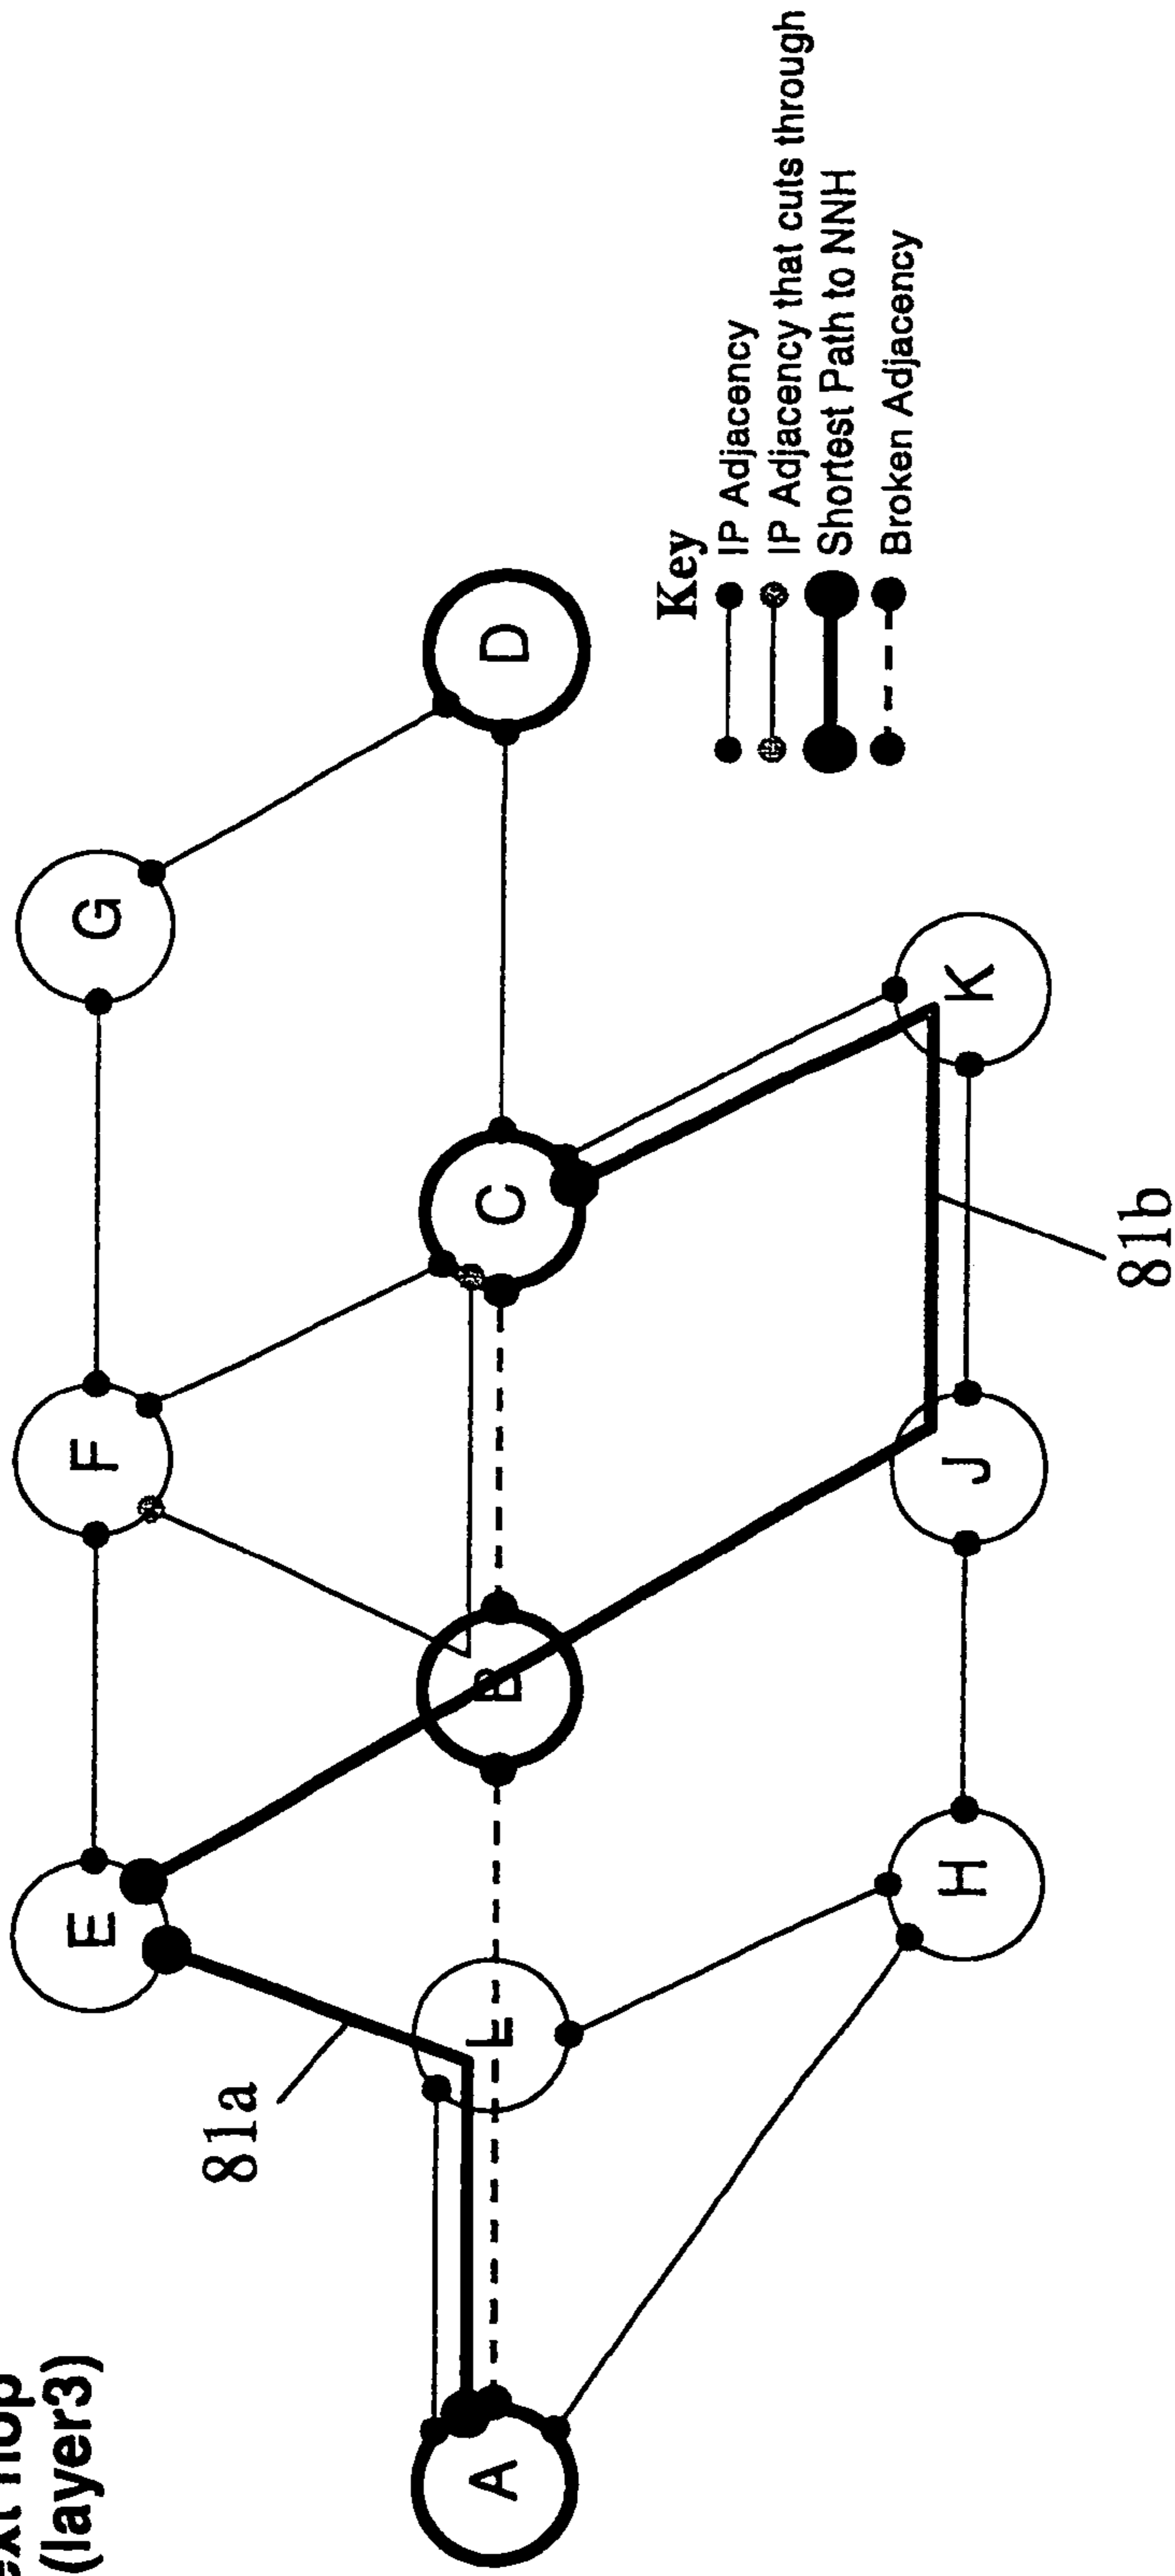 (layer3)
E
F
G
81a
A
L
B
C
D
H
J
K
81b
Key
IP Adjacency
IP Adjacency that cuts through
Shortest Path to NNH
Broken Adjacency